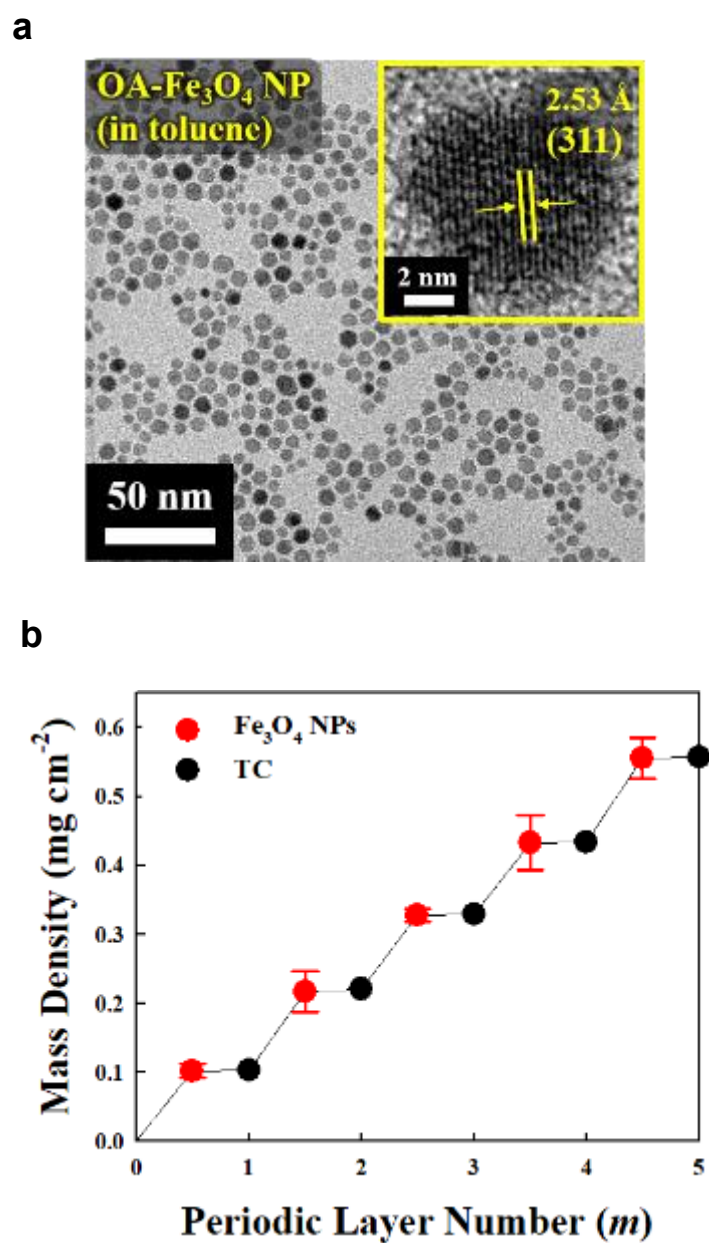 a
OA-Fe₃O₄ NP
(in toluene)
2.53 Å
(311)
2 nm
50 nm
b
Fe₃O₄ NPs
TC
Mass Density (mg cm⁻²)
0.6
0.5
0.4
0.3
0.2
0.1
0.0
0 1 2 3 4 5
Periodic Layer Number (m)